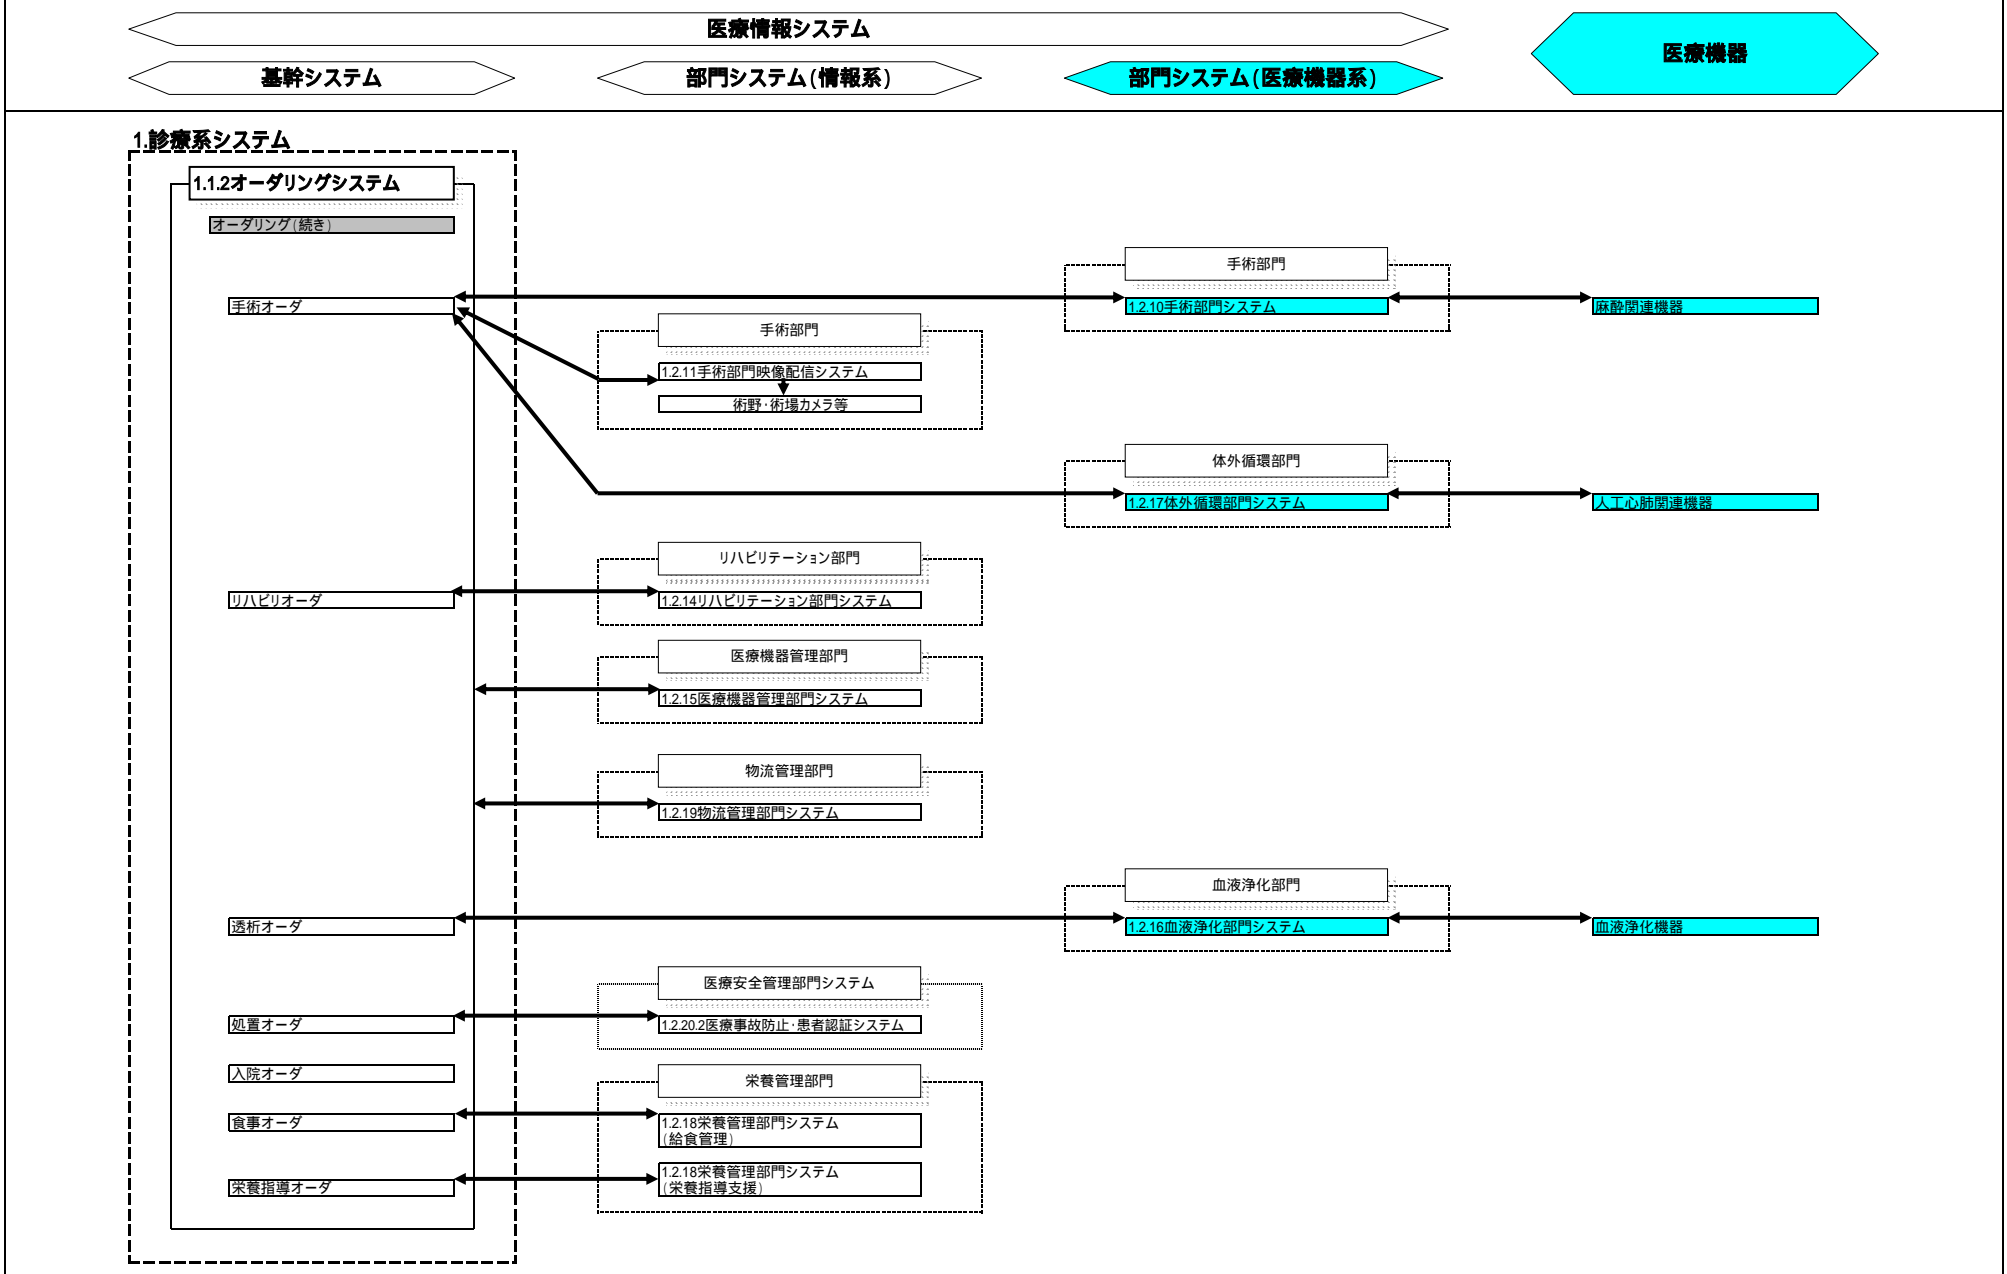 医療情報システム
医療機器
基幹システム
部門システム(情報系)
部門システム(医療機器系)
1.診療系システム
1.1.2オーダリングシステム
オーダリング(続き)
手術部門
手術オーダ
1.2.10手術部門システム
麻酔関連機器
手術部門
1.2.11手術部門映像配信システム
術野・術場カメラ等
体外循環部門
1.2.17体外循環部門システム
人工心肺関連機器
リハビリテーション部門
リハビリオーダ
1.2.14リハビリテーション部門システム
医療機器管理部門
1.2.15医療機器管理部門システム
物流管理部門
1.2.19物流管理部門システム
血液浄化部門
透析オーダ
1.2.16血液浄化部門システム
血液浄化機器
医療安全管理部門システム
処置オーダ
1.2.20.2医療事故防止・患者認証システム
入院オーダ
栄養管理部門
食事オーダ
1.2.18栄養管理部門システム
(給食管理)
栄養指導オーダ
1.2.18栄養管理部門システム
(栄養指導支援)